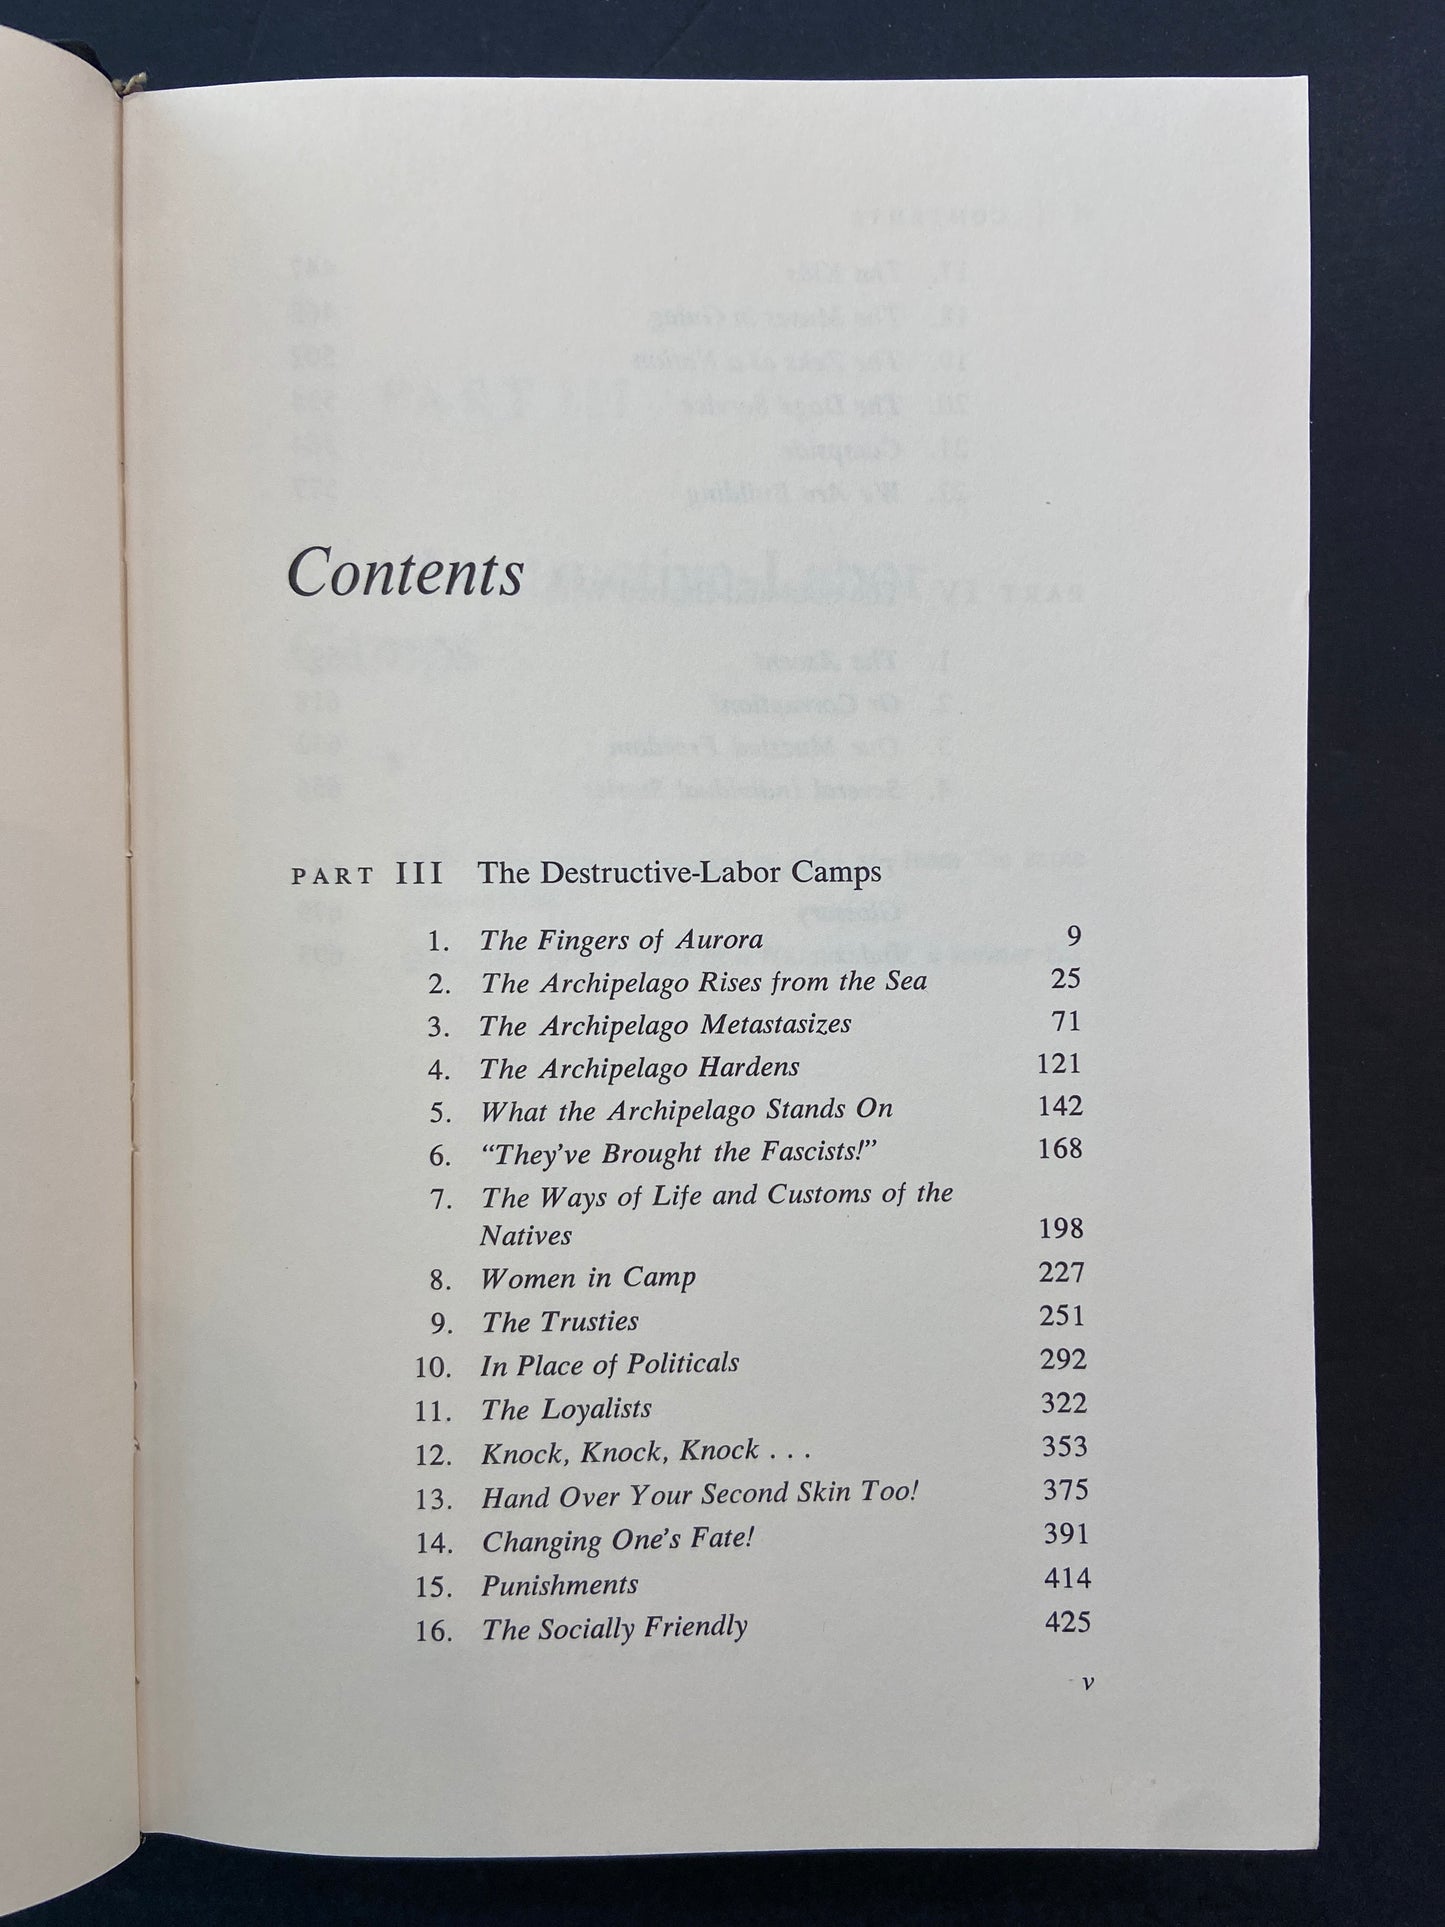 Contents
PART III The Destructive-Labor Camps
1. The Fingers of Aurora 9
2. The Archipelago Rises from the Sea 25
3. The Archipelago Metastasizes 71
4. The Archipelago Hardens 121
5. What the Archipelago Stands On 142
6. “They’ve Brought the Fascists!” 168
7. The Ways of Life and Customs of the
Natives 198
8. Women in Camp 227
9. The Trusties 251
10. In Place of Politicals 292
11. The Loyalists 322
12. Knock, Knock, Knock . . . 353
13. Hand Over Your Second Skin Too! 375
14. Changing One’s Fate! 391
15. Punishments 414
16. The Socially Friendly 425
v